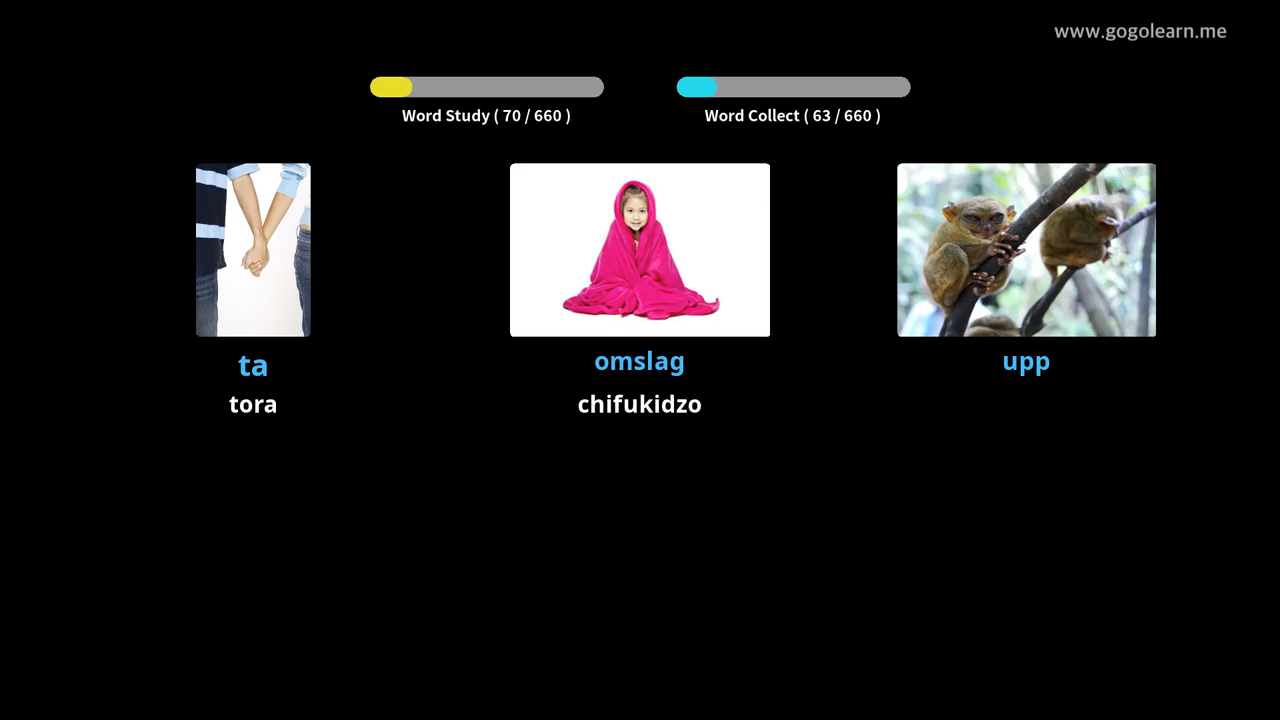 www.gogolearn.me
Word Study ( 70 / 660 )
Word Collect ( 63 / 660 )
ta
omslag
upp
tora
chifukidzo